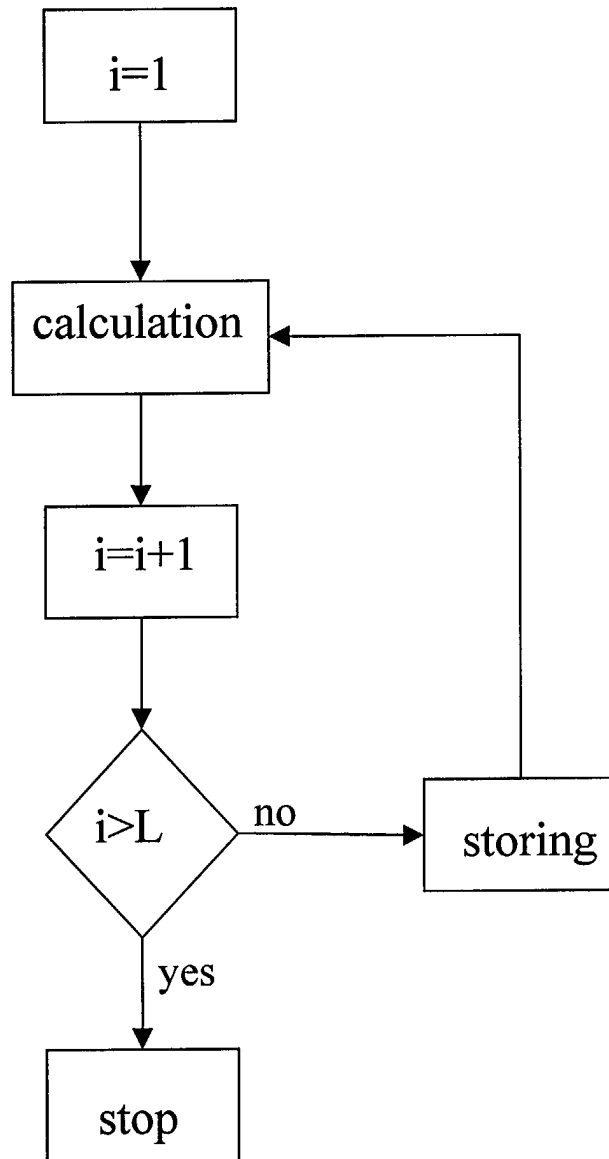 i=1
calculation
i=i+1
i>L
no
storing
yes
stop